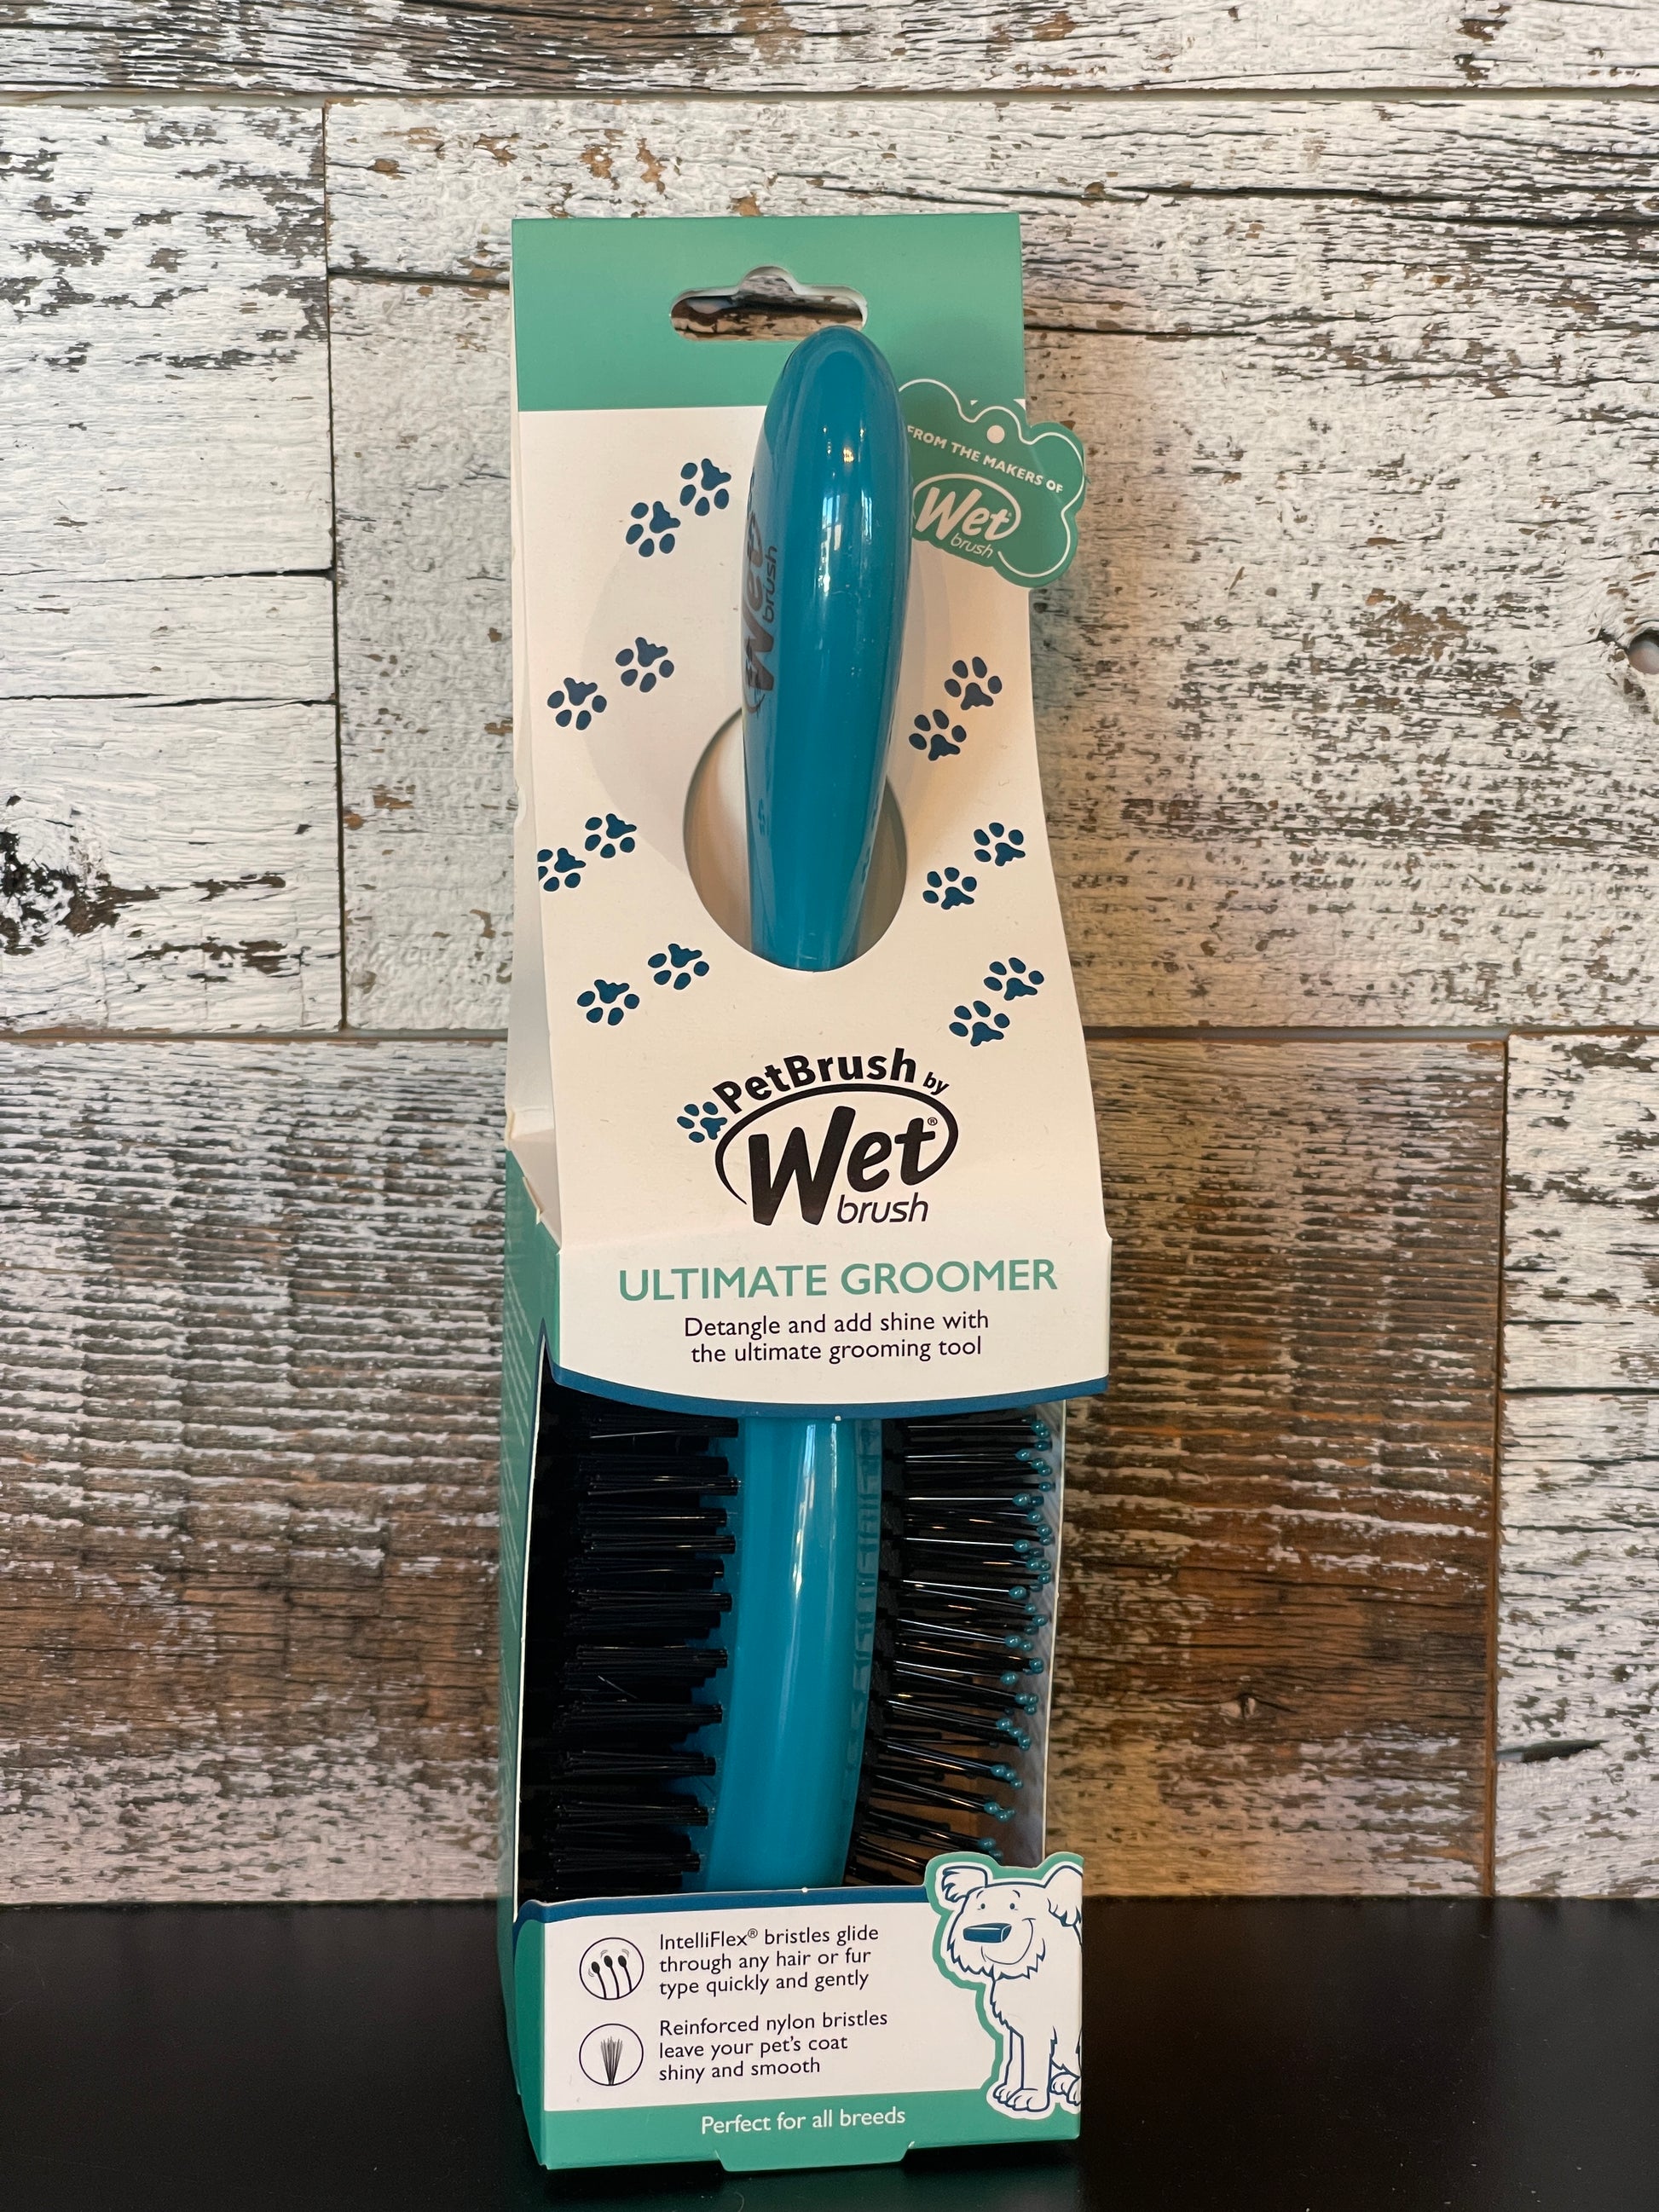 FROM THE MAKERS OF
Wet
brush
Wet
brush
PetBrush by
Wet®
brush
ULTIMATE GROOMER
Detangle and add shine with
the ultimate grooming tool
IntelliFlex® bristles glide
through any hair or fur
type quickly and gently
Reinforced nylon bristles
leave your pet's coat
shiny and smooth
Perfect for all breeds